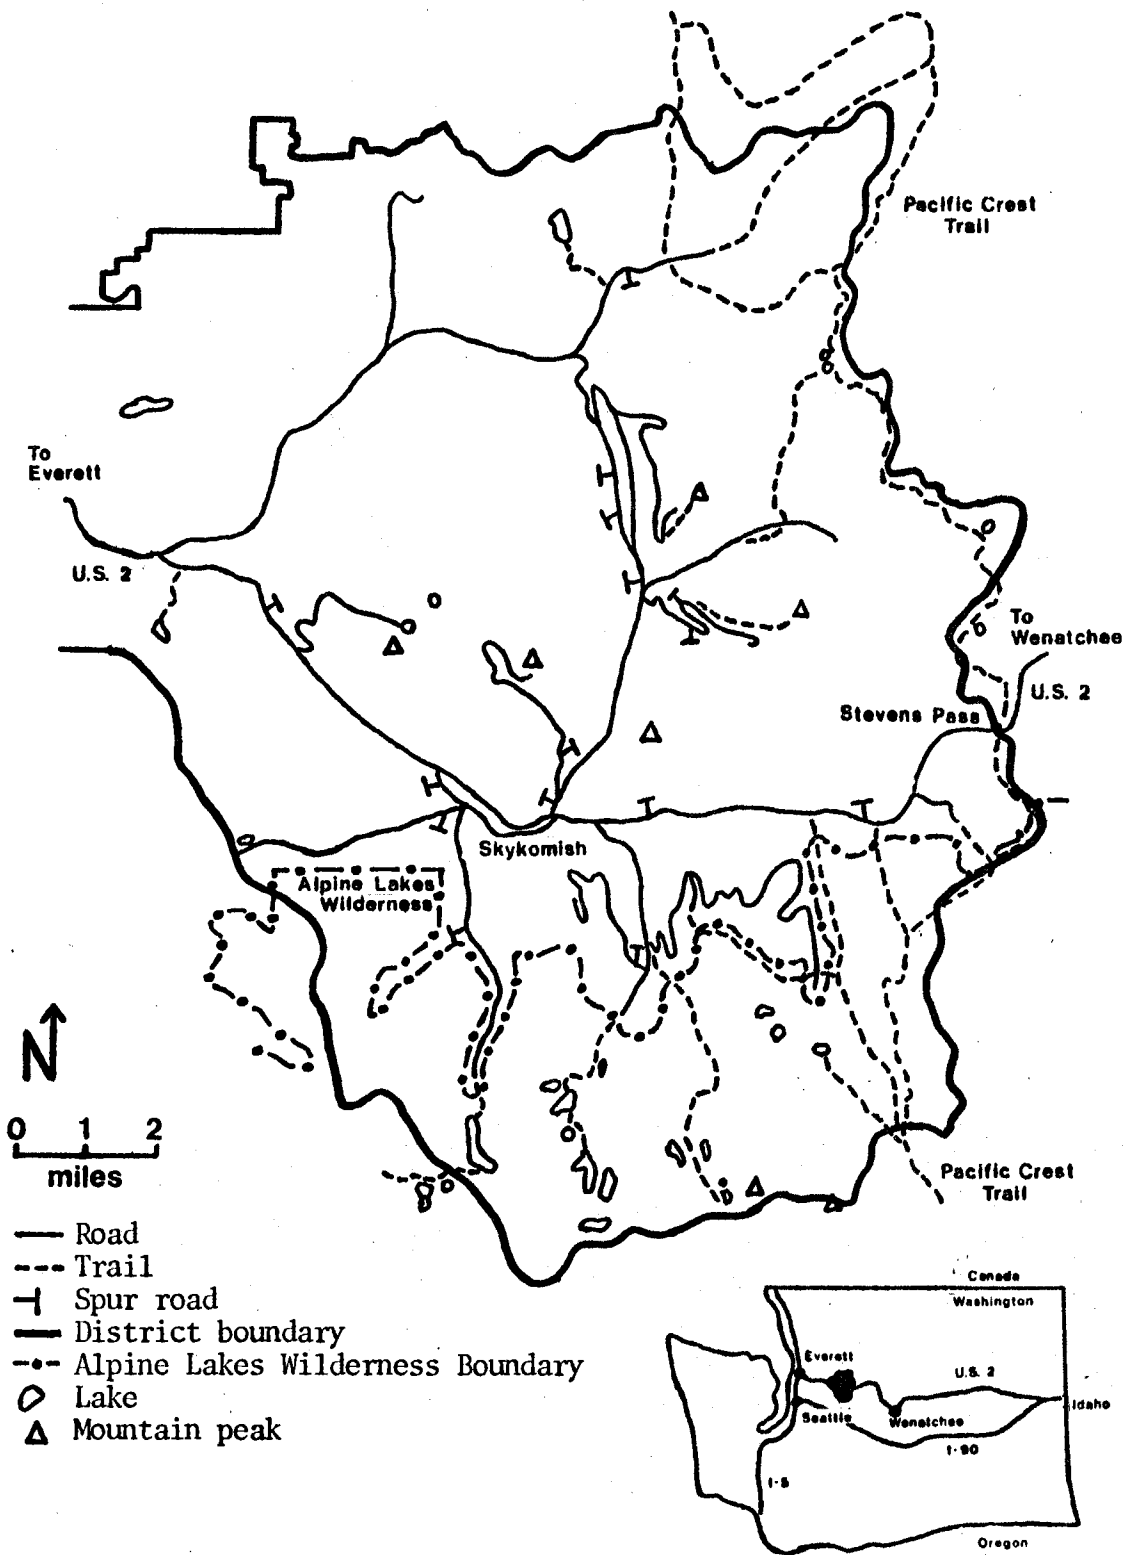 Pacific Crest
Trail
To
Everett
U.S. 2
To
Wenatchee
U.S. 2
Stevens Pass
Skykomish
Alpine Lakes
Wilderness
N
0 1 2
miles
Pacific Crest
Trail
Road
Trail
Spur road
District boundary
Alpine Lakes Wilderness Boundary
Lake
Mountain peak
Canada
Washington
Everett
U.S. 2
Idaho
Seattle
Wenatchee
I-90
I-5
Oregon